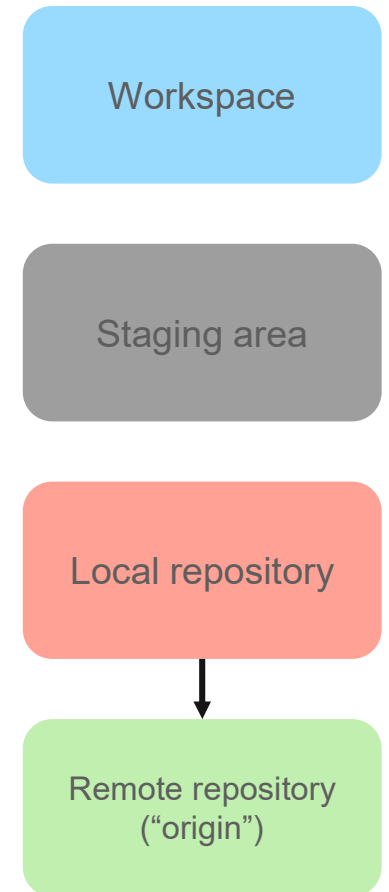 Workspace
Staging area
Local repository
Remote repository
(“origin”)